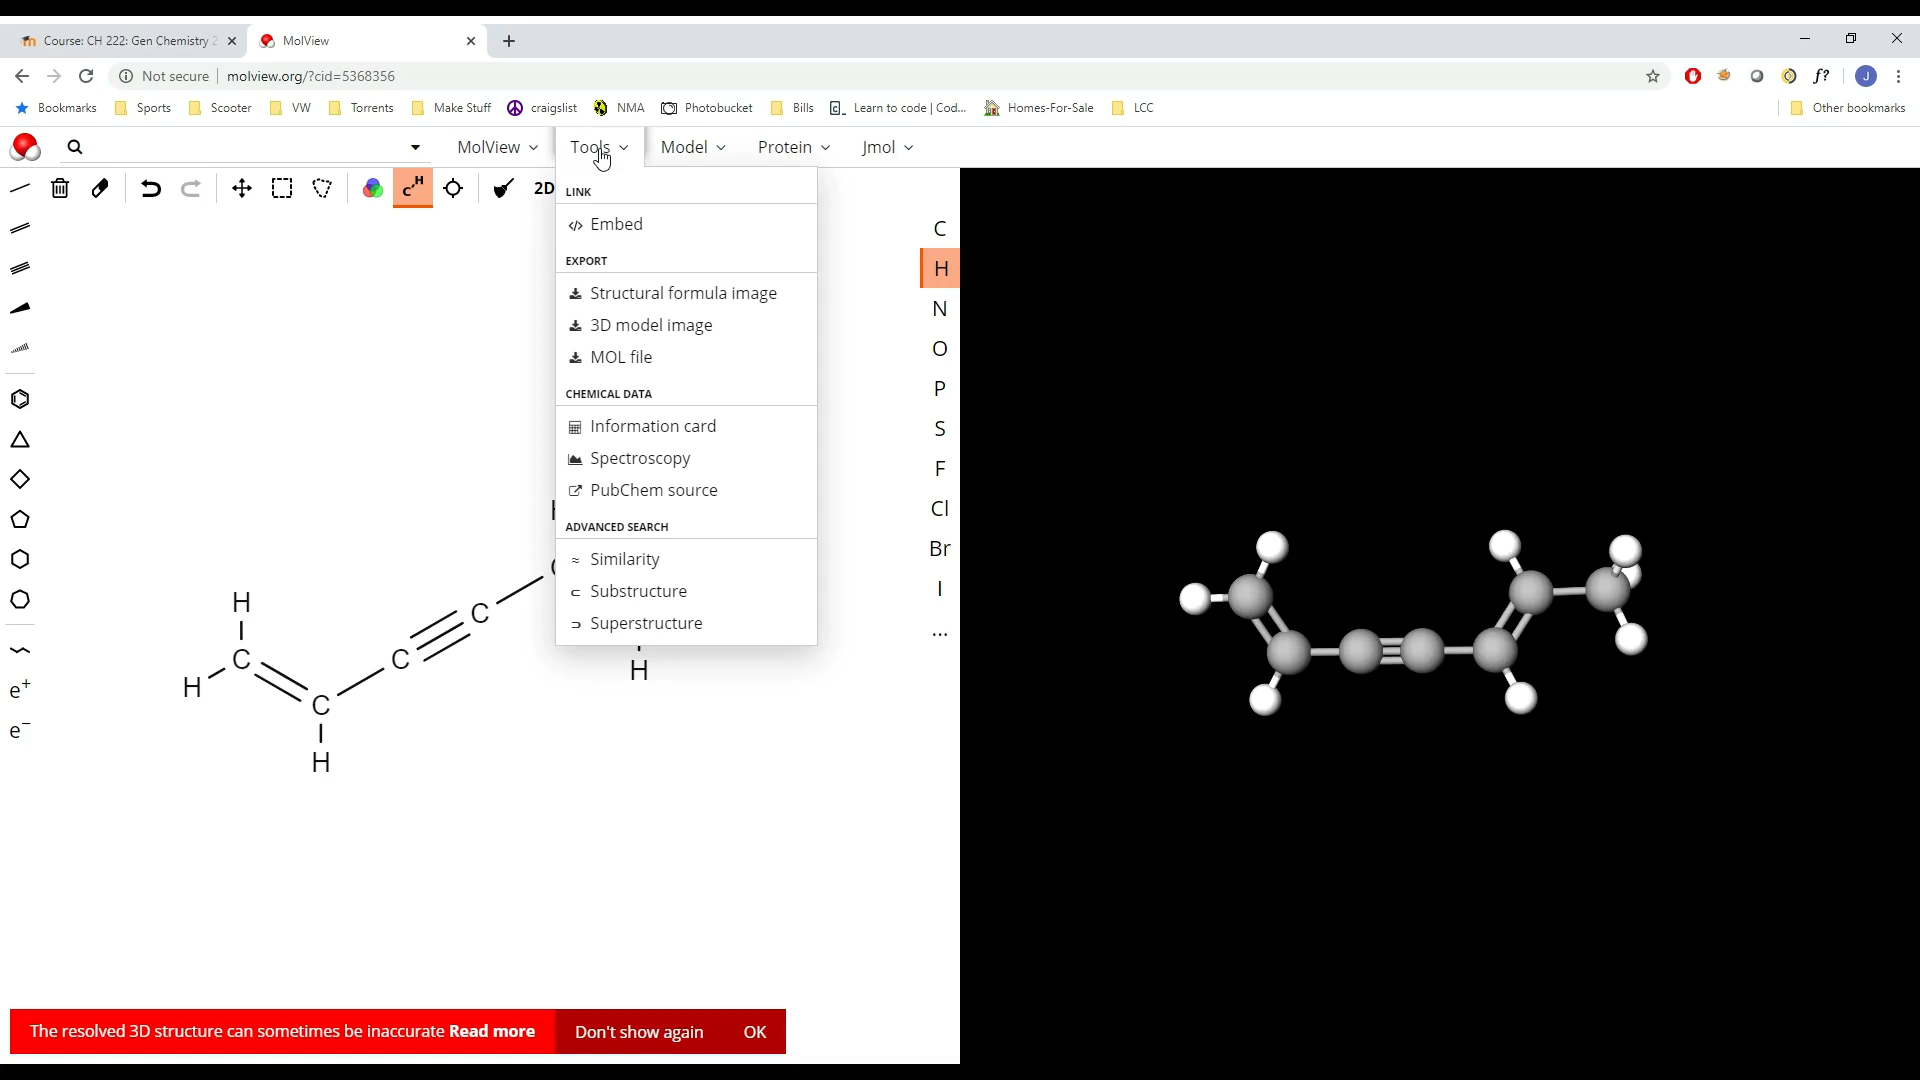 Course: CH 222: Gen Chemistry 2
MolView
Not secure
molview.org/?cid=5368356
f?
J
Bookmarks
Sports
Scooter
VW
Torrents
Make Stuff
craigslist
NMA
Photobucket
Bills
Learn to code | Cod...
Homes-For-Sale
LCC
Other bookmarks
MolView
Tools
Model
Protein
Jmol
C H
2D
LINK
Embed
EXPORT
Structural formula image
3D model image
MOL file
CHEMICAL DATA
Information card
Spectroscopy
PubChem source
ADVANCED SEARCH
≈ Similarity
⊂ Substructure
⊃ Superstructure
C
H
N
O
P
S
F
Cl
Br
I
...
e+
e−
H
C
H
C
H
C
C
H
The resolved 3D structure can sometimes be inaccurate Read more
Don't show again
OK